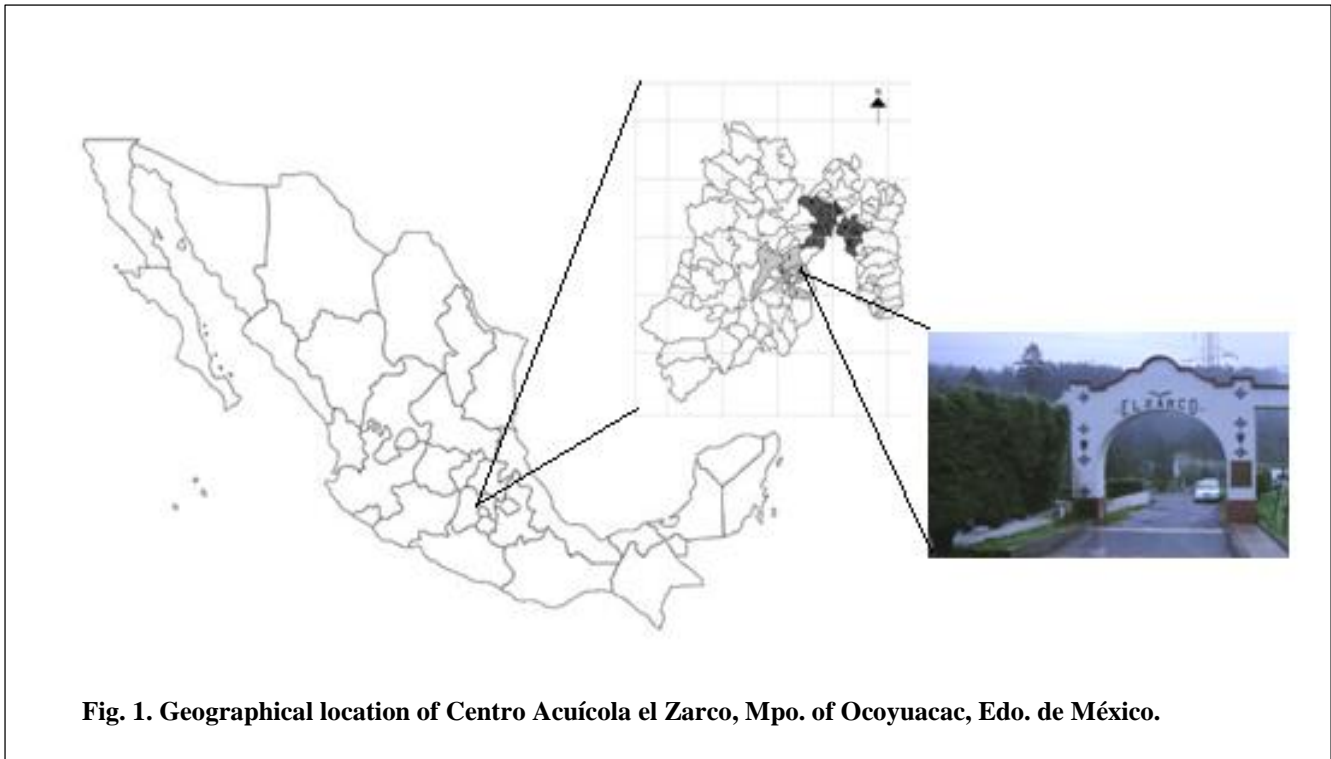 EL ZARCO
Fig. 1. Geographical location of Centro Acuícola el Zarco, Mpo. of Ocoyuacac, Edo. de México.